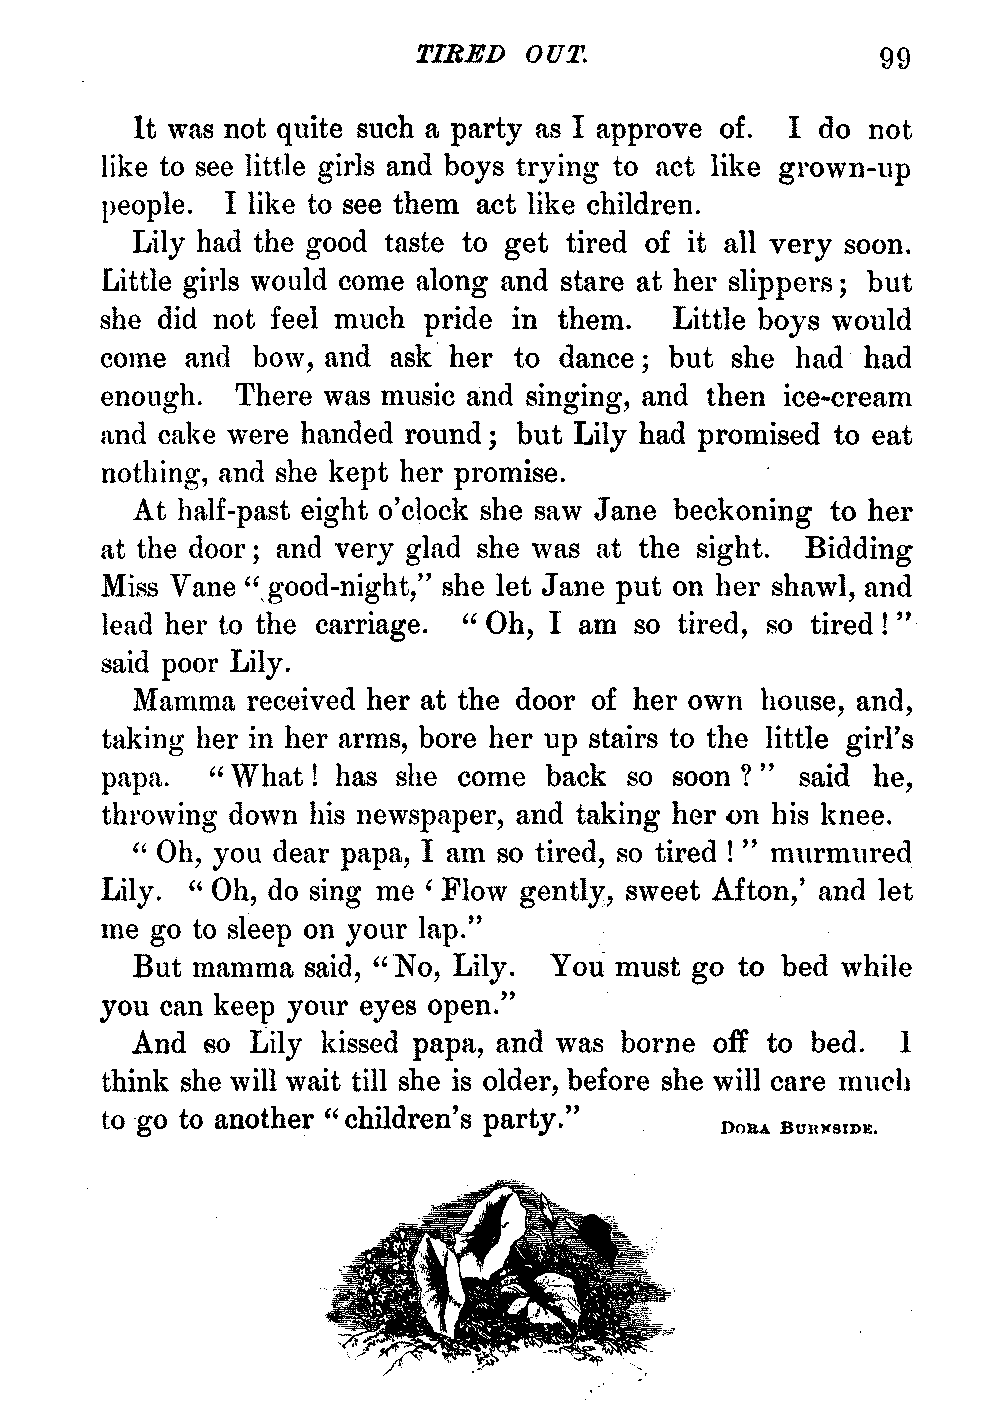 TIRED OUT. 99
It was not quite such a party as I approve of. I do not
like to see little girls and boys trying to act like grown-up
people. I like to see them act like children.
Lily had the good taste to get tired of it all very soon.
Little girls would come along and stare at her slippers; but
she did not feel much pride in them. Little boys would
come and bow, and ask her to dance; but she had had
enough. There was music and singing, and then ice-cream
and cake were handed round; but Lily had promised to eat
nothing, and she kept her promise.
At half-past eight o'clock she saw Jane beckoning to her
at the door; and very glad she was at the sight. Bidding
Miss Vane "good-night," she let Jane put on her shawl, and
lead her to the carriage. "Oh, I am so tired, so tired!"
said poor Lily.
Mamma received her at the door of her own house, and,
taking her in her arms, bore her up stairs to the little girl's
papa. "What! has she come back so soon?" said he,
throwing down his newspaper, and taking her on his knee.
"Oh, you dear papa, I am so tired, so tired!" murmured
Lily. "Oh, do sing me 'Flow gently, sweet Afton,' and let
me go to sleep on your lap."
But mamma said, "No, Lily. You must go to bed while
you can keep your eyes open."
And so Lily kissed papa, and was borne off to bed. I
think she will wait till she is older, before she will care much
to go to another "children's party."
DORA BURNSIDE.